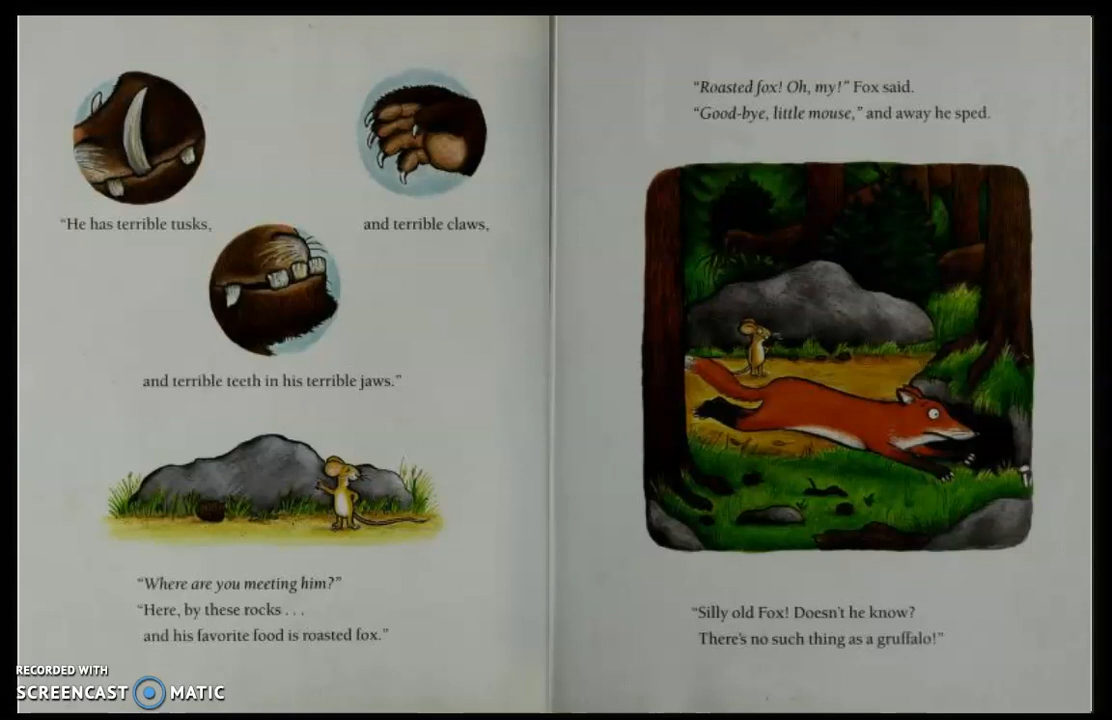 “He has terrible tusks,
and terrible claws,
and terrible teeth in his terrible jaws.”
“Where are you meeting him?”
“Here, by these rocks . . .
and his favorite food is roasted fox.”
“Roasted fox! Oh, my!” Fox said.
“Good-bye, little mouse,” and away he sped.
“Silly old Fox! Doesn’t he know?
There’s no such thing as a gruffalo!”
RECORDED WITH
SCREENCAST MATIC